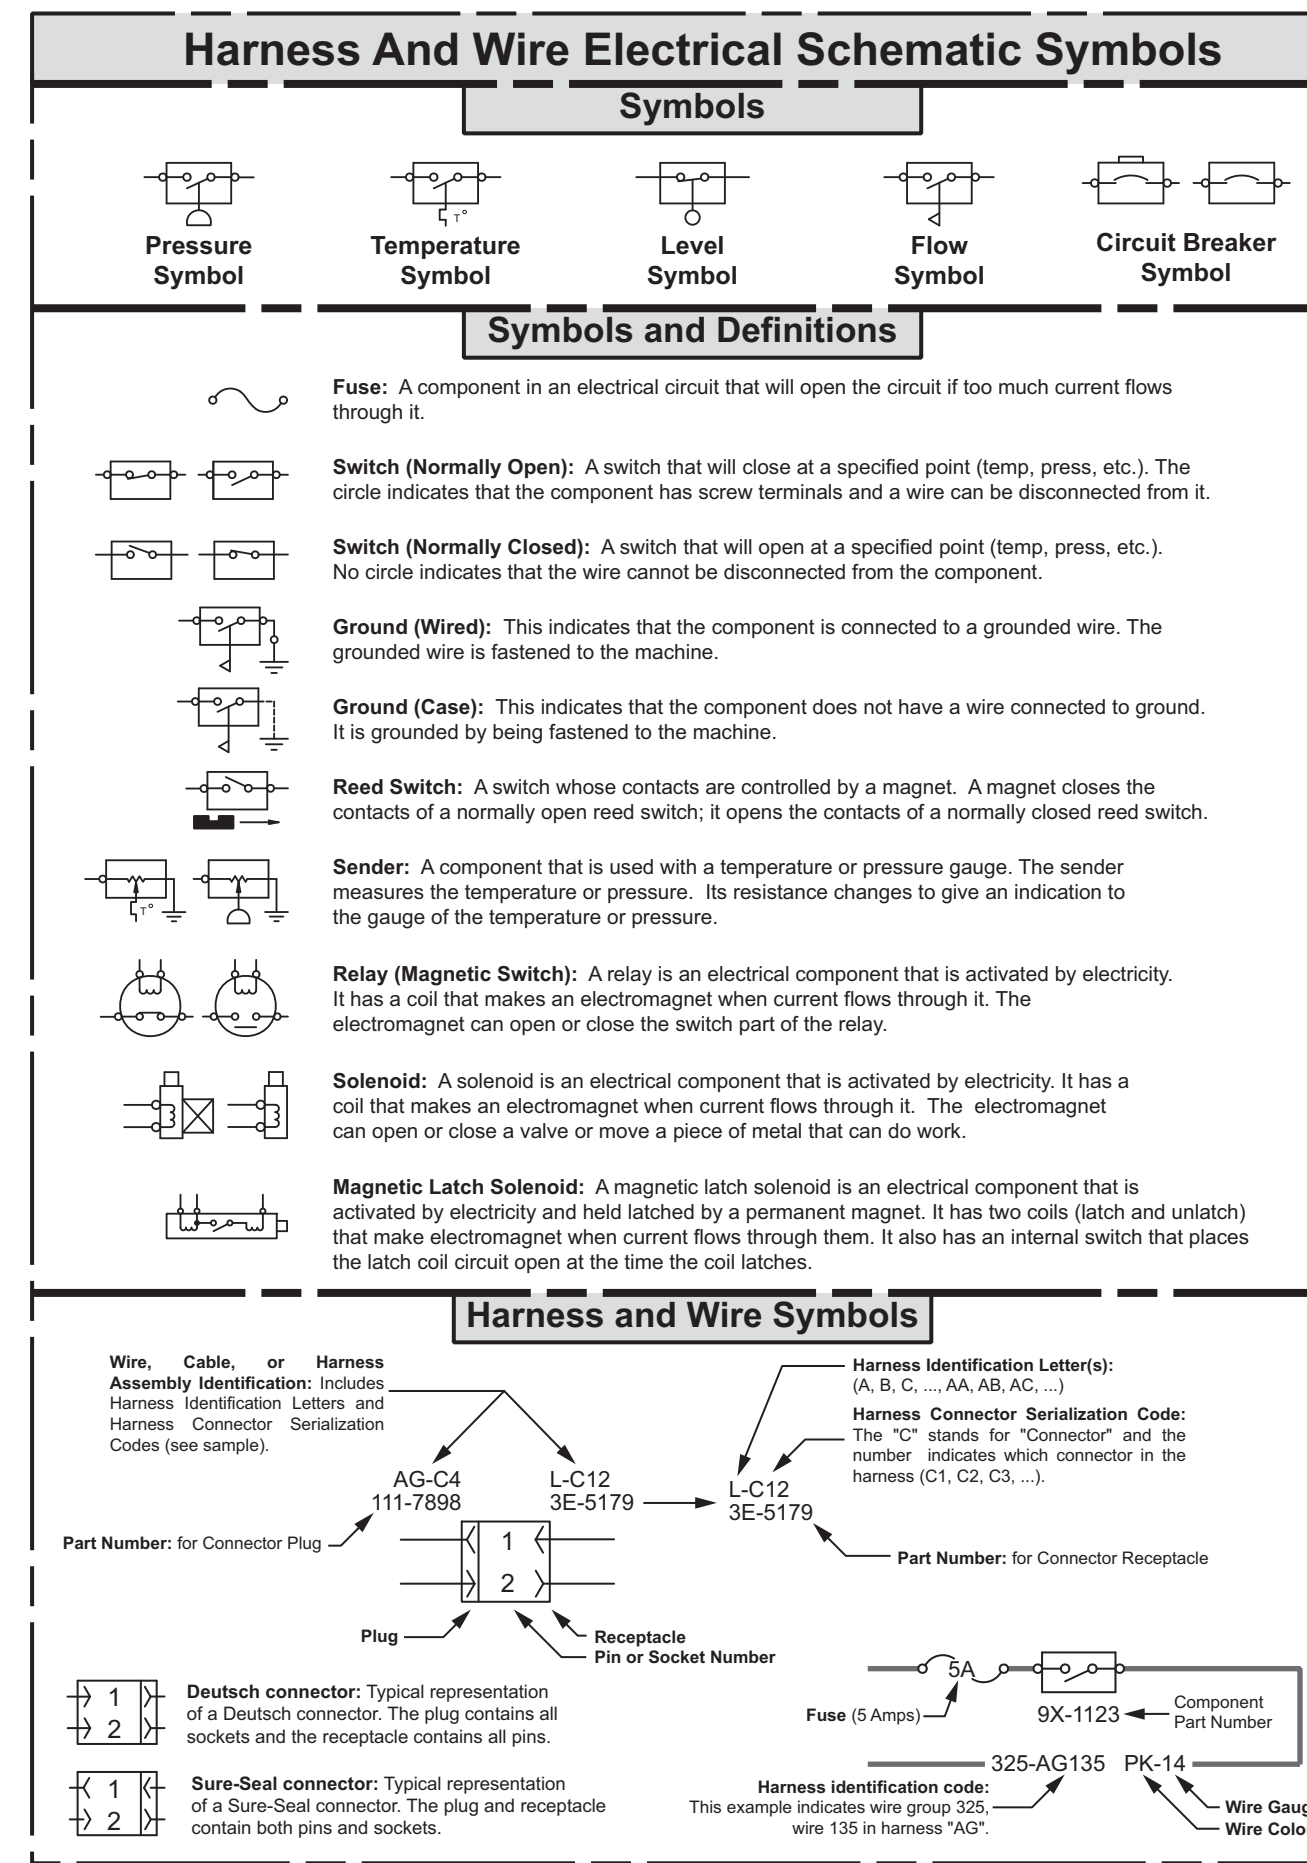 Harness And Wire Electrical Schematic Symbols
Symbols
Pressure
Symbol
T°
Temperature
Symbol
Level
Symbol
Flow
Symbol
Circuit Breaker
Symbol
Symbols and Definitions
Fuse: A component in an electrical circuit that will open the circuit if too much current flows
through it.
Switch (Normally Open): A switch that will close at a specified point (temp, press, etc.). The
circle indicates that the component has screw terminals and a wire can be disconnected from it.
Switch (Normally Closed): A switch that will open at a specified point (temp, press, etc.).
No circle indicates that the wire cannot be disconnected from the component.
Ground (Wired): This indicates that the component is connected to a grounded wire. The
grounded wire is fastened to the machine.
Ground (Case): This indicates that the component does not have a wire connected to ground.
It is grounded by being fastened to the machine.
Reed Switch: A switch whose contacts are controlled by a magnet. A magnet closes the
contacts of a normally open reed switch; it opens the contacts of a normally closed reed switch.
T°
Sender: A component that is used with a temperature or pressure gauge. The sender
measures the temperature or pressure. Its resistance changes to give an indication to
the gauge of the temperature or pressure.
Relay (Magnetic Switch): A relay is an electrical component that is activated by electricity.
It has a coil that makes an electromagnet when current flows through it. The
electromagnet can open or close the switch part of the relay.
Solenoid: A solenoid is an electrical component that is activated by electricity. It has a
coil that makes an electromagnet when current flows through it. The electromagnet
can open or close a valve or move a piece of metal that can do work.
Magnetic Latch Solenoid: A magnetic latch solenoid is an electrical component that is
activated by electricity and held latched by a permanent magnet. It has two coils (latch and unlatch)
that make electromagnet when current flows through them. It also has an internal switch that places
the latch coil circuit open at the time the coil latches.
Harness and Wire Symbols
Wire, Cable, or Harness
Assembly Identification: Includes
Harness Identification Letters and
Harness Connector Serialization
Codes (see sample).
Harness Identification Letter(s):
(A, B, C, ..., AA, AB, AC, ...)
Harness Connector Serialization Code:
The "C" stands for "Connector" and the
number indicates which connector in the
harness (C1, C2, C3, ...).
AG-C4
111-7898
L-C12
3E-5179
L-C12
3E-5179
Part Number: for Connector Plug
1
2
Part Number: for Connector Receptacle
Plug
Receptacle
Pin or Socket Number
1
2
Deutsch connector: Typical representation
of a Deutsch connector. The plug contains all
sockets and the receptacle contains all pins.
1
2
Sure-Seal connector: Typical representation
of a Sure-Seal connector. The plug and receptacle
contain both pins and sockets.
5A
Fuse (5 Amps)
9X-1123
Component
Part Number
325-AG135 PK-14
Harness identification code:
This example indicates wire group 325,
wire 135 in harness "AG".
Wire Gaug
Wire Colo